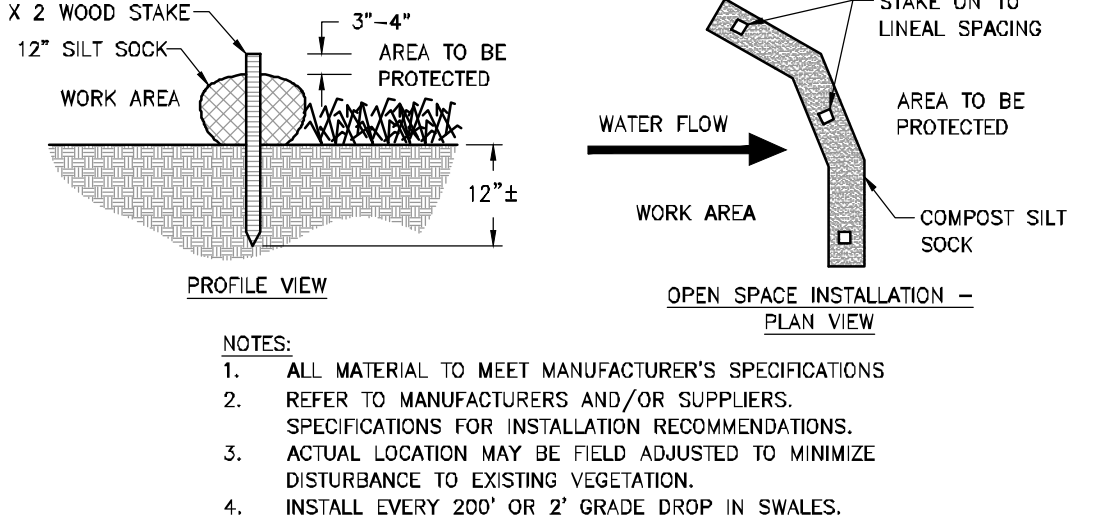 X 2 WOOD STAKE
3"-4"
12" SILT SOCK
AREA TO BE
PROTECTED
WORK AREA
12"±
PROFILE VIEW
LINEAL SPACING
AREA TO BE
PROTECTED
WATER FLOW
WORK AREA
COMPOST SILT
SOCK
OPEN SPACE INSTALLATION –
PLAN VIEW
NOTES:
1. ALL MATERIAL TO MEET MANUFACTURER'S SPECIFICATIONS
2. REFER TO MANUFACTURERS AND/OR SUPPLIERS.
SPECIFICATIONS FOR INSTALLATION RECOMMENDATIONS.
3. ACTUAL LOCATION MAY BE FIELD ADJUSTED TO MINIMIZE
DISTURBANCE TO EXISTING VEGETATION.
4. INSTALL EVERY 200' OR 2' GRADE DROP IN SWALES.